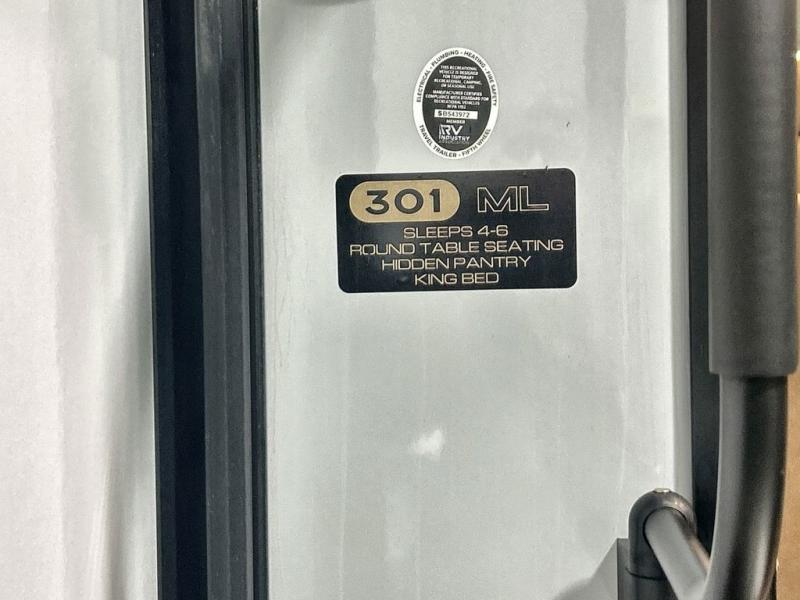 ELECTRICAL - PLUMBING - HEATING - FIRE SAFETY
THIS RECREATIONAL
VEHICLE IS DESIGNED
FOR TEMPORARY
RECREATIONAL, CAMPING,
OR SEASONAL USE
MANUFACTURER CERTIFIES
COMPLIANCE WITH STANDARD FOR
RECREATIONAL VEHICLES
NFPA 1192
SB543972
MEMBER
RV
INDUSTRY
ASSOCIATION
TRAVEL TRAILER - FIFTH WHEEL
301 ML
SLEEPS 4-6
ROUND TABLE SEATING
HIDDEN PANTRY
KING BED